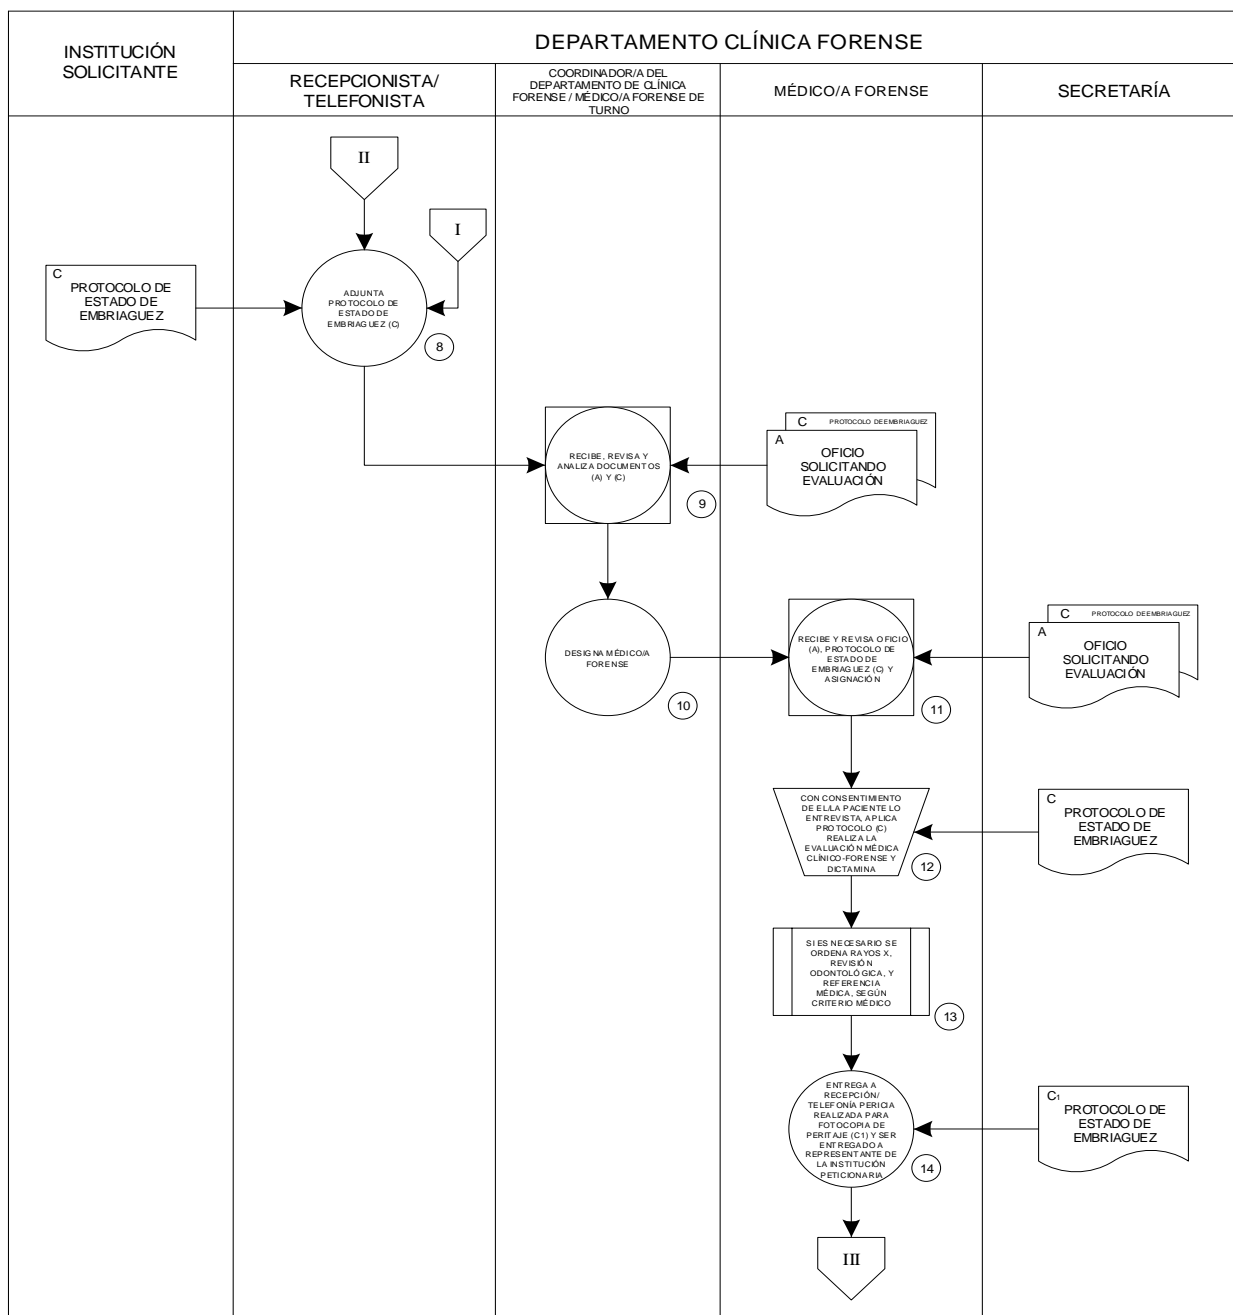 INSTITUCIÓN
SOLICITANTE
DEPARTAMENTO CLÍNICA FORENSE
RECEPCIONISTA/
TELEFONISTA
COORDINADOR/A DEL
DEPARTAMENTO DE CLÍNICA
FORENSE / MÉDICO/A FORENSE DE
TURNO
MÉDICO/A FORENSE
SECRETARÍA
II
I
C
PROTOCOLO DE
ESTADO DE
EMBRIAGUEZ
ADJUNTA
PROTOCOLO DE
ESTADO DE
EMBRIAGUEZ (C)
8
RECIBE, REVISA Y
ANALIZA DOCUMENTOS
(A) Y (C)
9
C PROTOCOLO DE EMBRIAGUEZ
A
OFICIO
SOLICITANDO
EVALUACIÓN
DESIGNA MÉDICO/A
FORENSE
10
RECIBE Y REVISA OFICIO
(A), PROTOCOLO DE
ESTADO DE
EMBRIAGUEZ (C) Y
ASIGNACIÓN
11
C PROTOCOLO DE EMBRIAGUEZ
A
OFICIO
SOLICITANDO
EVALUACIÓN
CON CONSENTIMIENTO
DE EL/LA PACIENTE LO
ENTREVISTA, APLICA
PROTOCOLO (C)
REALIZA LA
EVALUACIÓN MÉDICA
CLÍNICO-FORENSE Y
DICTAMINA
12
C
PROTOCOLO DE
ESTADO DE
EMBRIAGUEZ
SI ES NECESARIO SE
ORDENA RAYOS X,
REVISIÓN
ODONTOLÓGICA, Y
REFERENCIA
MÉDICA, SEGÚN
CRITERIO MÉDICO
13
ENTREGA A
RECEPCIÓN/
TELEFONÍA PERICIA
REALIZADA PARA
FOTOCOPIA DE
PERITAJE (C1) Y SER
ENTREGADO A
REPRESENTANTE DE
LA INSTITUCIÓN
PETICIONARIA
14
C1
PROTOCOLO DE
ESTADO DE
EMBRIAGUEZ
III